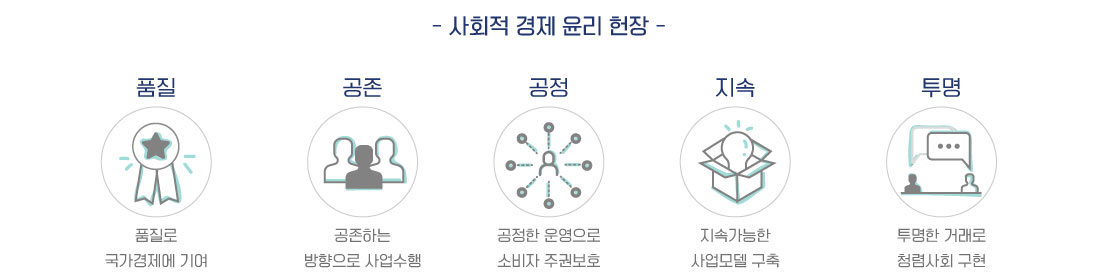 - 사회적 경제 윤리 헌장 -
품질
공존
공정
지속
투명
품질로
국가경제에 기여
공존하는
방향으로 사업수행
공정한 운영으로
소비자 주권보호
지속가능한
사업모델 구축
투명한 거래로
청렴사회 구현